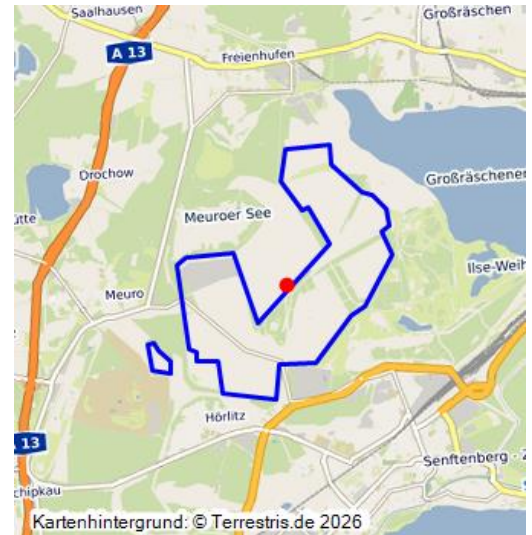 Saalhausen
Großräschen
A 13
Freienhufen
Drochow
Großräschener
Meuroer See
Ilse-Weih
Meuro
Hörlitz
13
Senftenberg
Kartenhintergrund: © Terrestris.de 2026